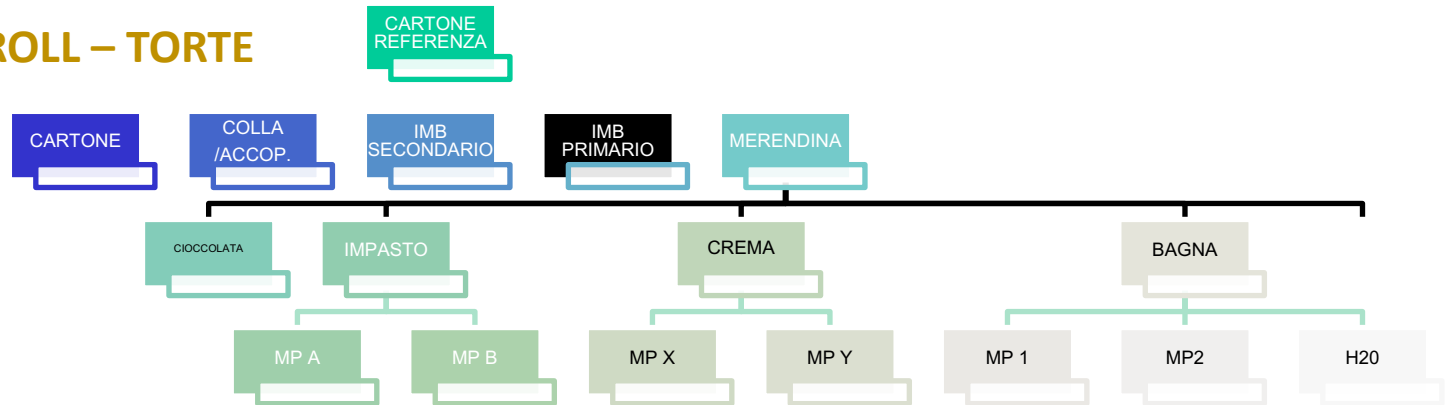 CARTONE
REFERENZA
ROLL – TORTE
CARTONE
COLLA
/ACCOP.
IMB
SECONDARIO
IMB
PRIMARIO
MERENDINA
CIOCCOLATA
IMPASTO
CREMA
BAGNA
MP A
MP B
MP X
MP Y
MP 1
MP2
H20